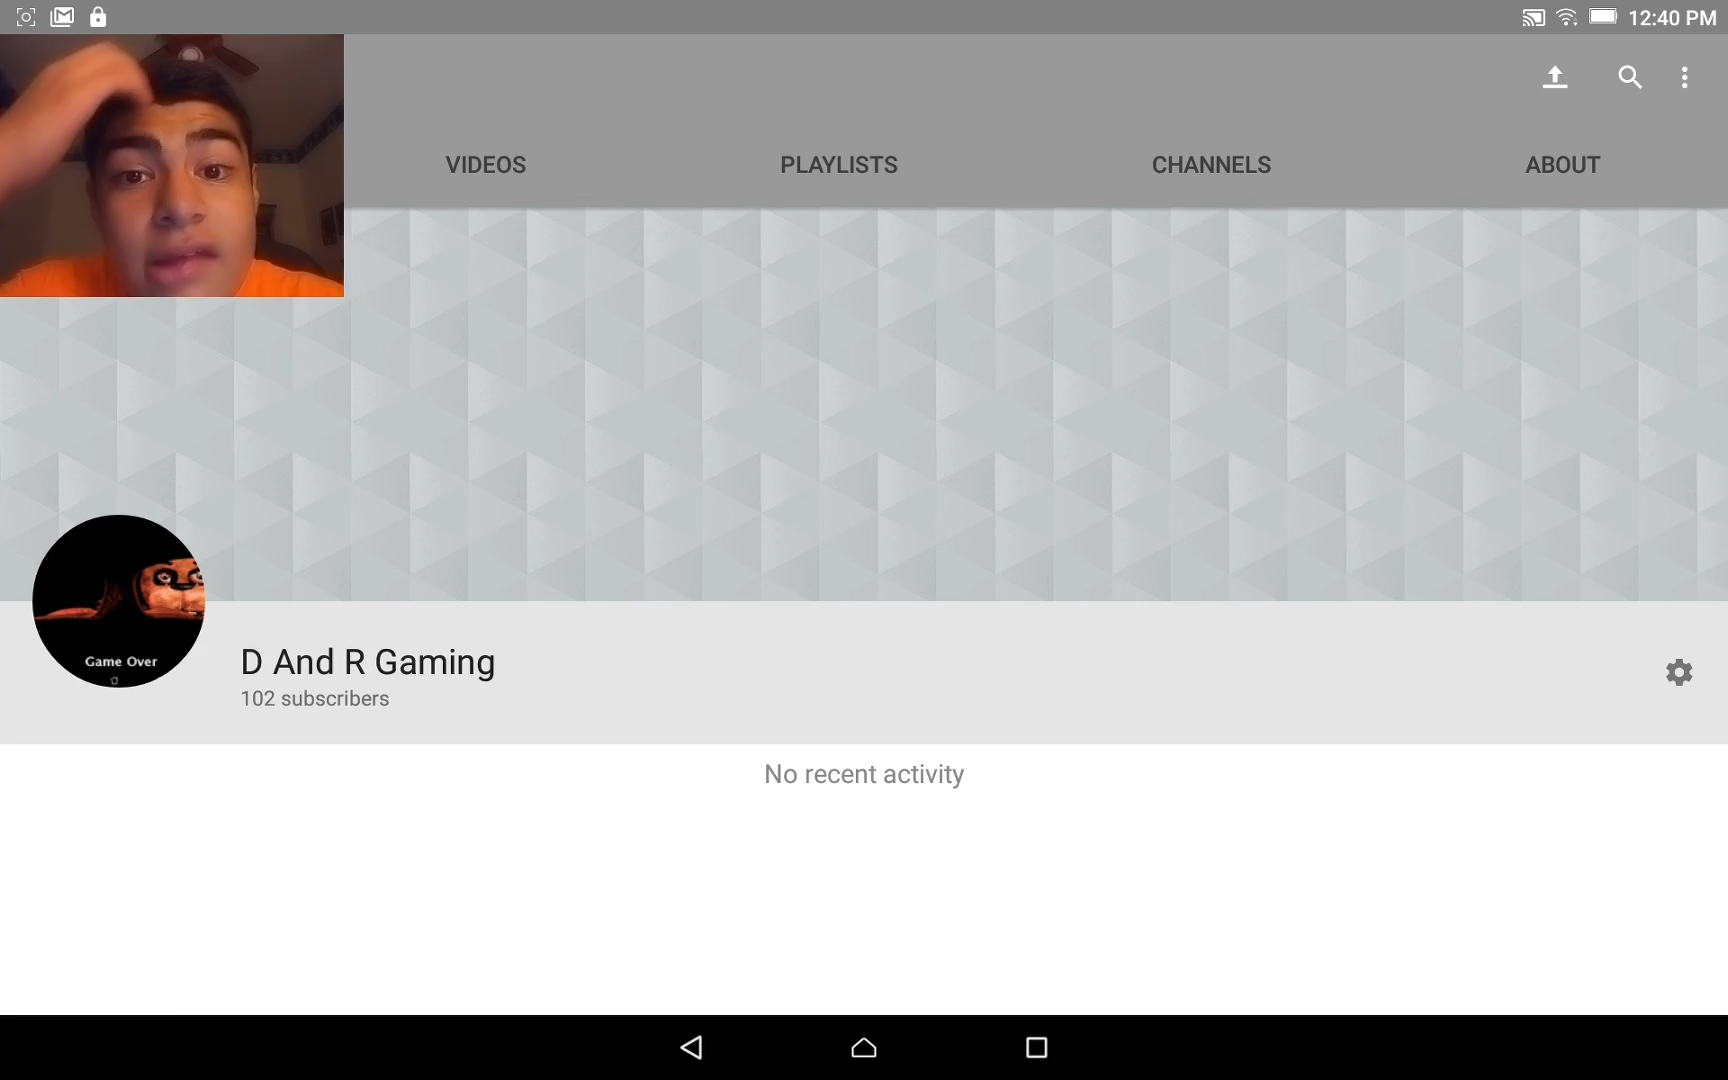 12:40 PM
VIDEOS
PLAYLISTS
CHANNELS
ABOUT
Game Over
D And R Gaming
102 subscribers
No recent activity